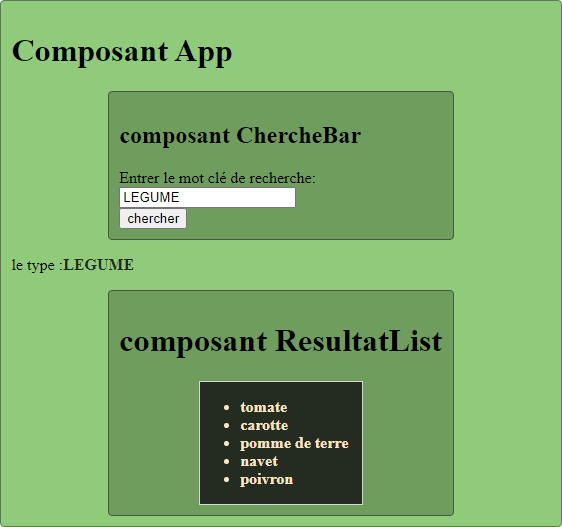 Composant App
composant ChercheBar
Entrer le mot clé de recherche:
LEGUME
chercher
le type :LEGUME
composant ResultatList
• tomate
• carotte
• pomme de terre
• navet
• poivron